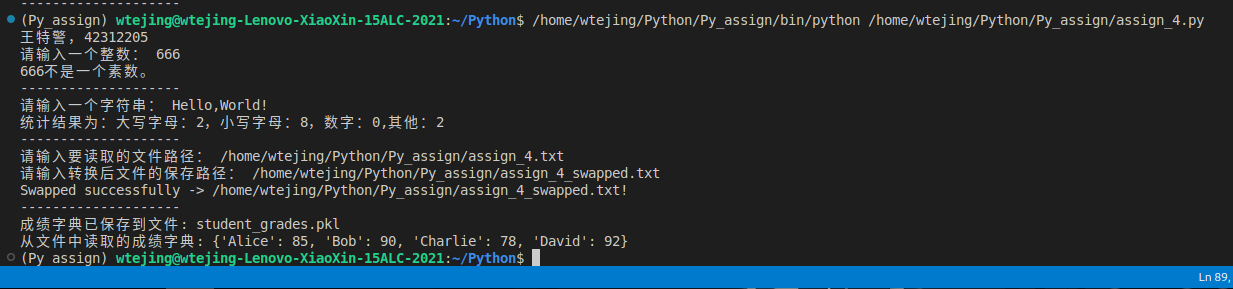 --------------------
(Py_assign) wtejing@wtejing-Lenovo-XiaoXin-15ALC-2021:~/Python$ /home/wtejing/Python/Py_assign/bin/python /home/wtejing/Python/Py_assign/assign_4.py
王特警，42312205
请输入一个整数： 666
666不是一个素数。
--------------------
请输入一个字符串： Hello,World!
统计结果为：大写字母：2，小写字母：8，数字：0,其他：2
--------------------
请输入要读取的文件路径： /home/wtejing/Python/Py_assign/assign_4.txt
请输入转换后文件的保存路径： /home/wtejing/Python/Py_assign/assign_4_swapped.txt
Swapped successfully -> /home/wtejing/Python/Py_assign/assign_4_swapped.txt!
--------------------
成绩字典已保存到文件: student_grades.pkl
从文件中读取的成绩字典: {'Alice': 85, 'Bob': 90, 'Charlie': 78, 'David': 92}
(Py_assign) wtejing@wtejing-Lenovo-XiaoXin-15ALC-2021:~/Python$
Ln 89,